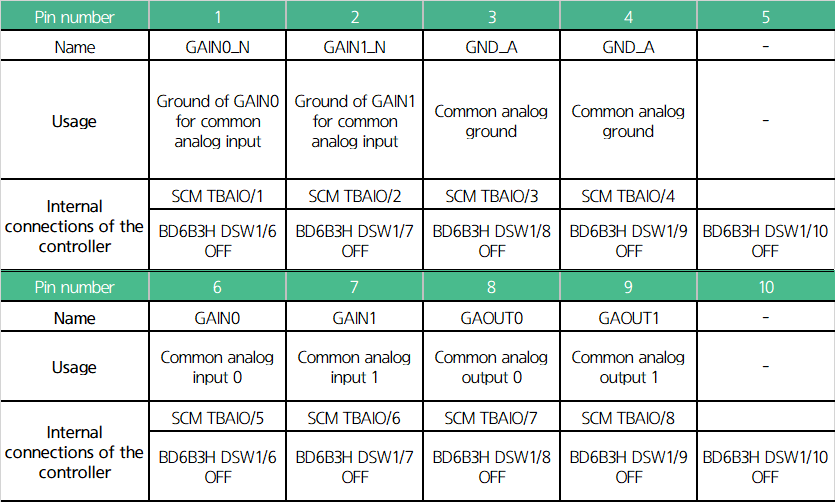 Pin number 1 2 3 4 5
Name GAIN0_N GAIN1_N GND_A GND_A -
Usage
Ground of GAIN0
for common
analog input
Ground of GAIN1
for common
analog input
Common analog
ground
Common analog
ground
-
Internal
connections of the
controller
SCM TBAIO/1 SCM TBAIO/2 SCM TBAIO/3 SCM TBAIO/4
BD6B3H DSW1/6
OFF
BD6B3H DSW1/7
OFF
BD6B3H DSW1/8
OFF
BD6B3H DSW1/9
OFF
BD6B3H DSW1/10
OFF
Pin number 6 7 8 9 10
Name GAIN0 GAIN1 GAOUT0 GAOUT1 -
Usage
Common analog
input 0
Common analog
input 1
Common analog
output 0
Common analog
output 1
-
Internal
connections of the
controller
SCM TBAIO/5 SCM TBAIO/6 SCM TBAIO/7 SCM TBAIO/8
BD6B3H DSW1/6
OFF
BD6B3H DSW1/7
OFF
BD6B3H DSW1/8
OFF
BD6B3H DSW1/9
OFF
BD6B3H DSW1/10
OFF